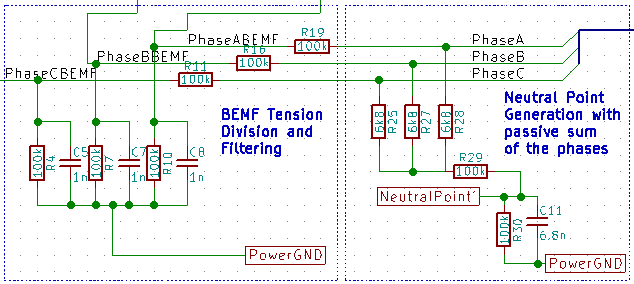 R19
PhaseABEMF
100k
PhaseA
R16
PhaseBBEMF
100k
PhaseB
R11
PhaseCBEMF
100k
PhaseC
BEMF Tension
Division and
Filtering
Neutral Point
Generation with
passive sum
of the phases
6k8
R25
6k8
R27
6k8
R28
100k
R4
C5
1n
100k
R7
C7
1n
100k
R10
C8
1n
R29
100k
NeutralPoint'
100k
R30
C11
6.8n
PowerGND
PowerGND